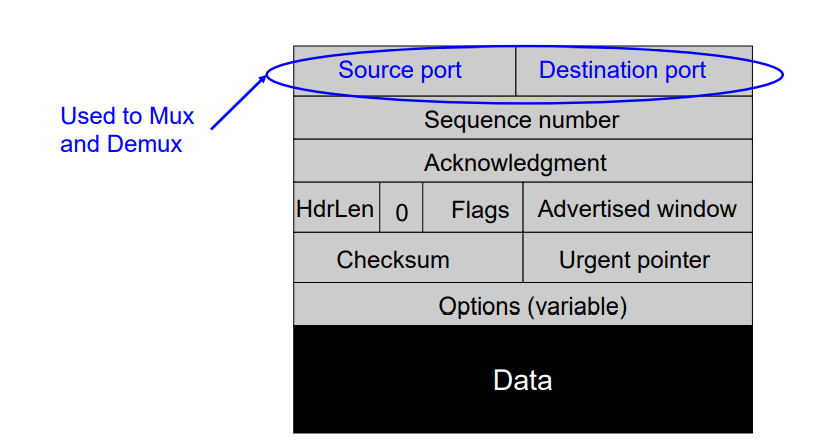 Source port Destination port
Used to Mux
and Demux
Sequence number
Acknowledgment
HdrLen 0 Flags Advertised window
Checksum Urgent pointer
Options (variable)
Data